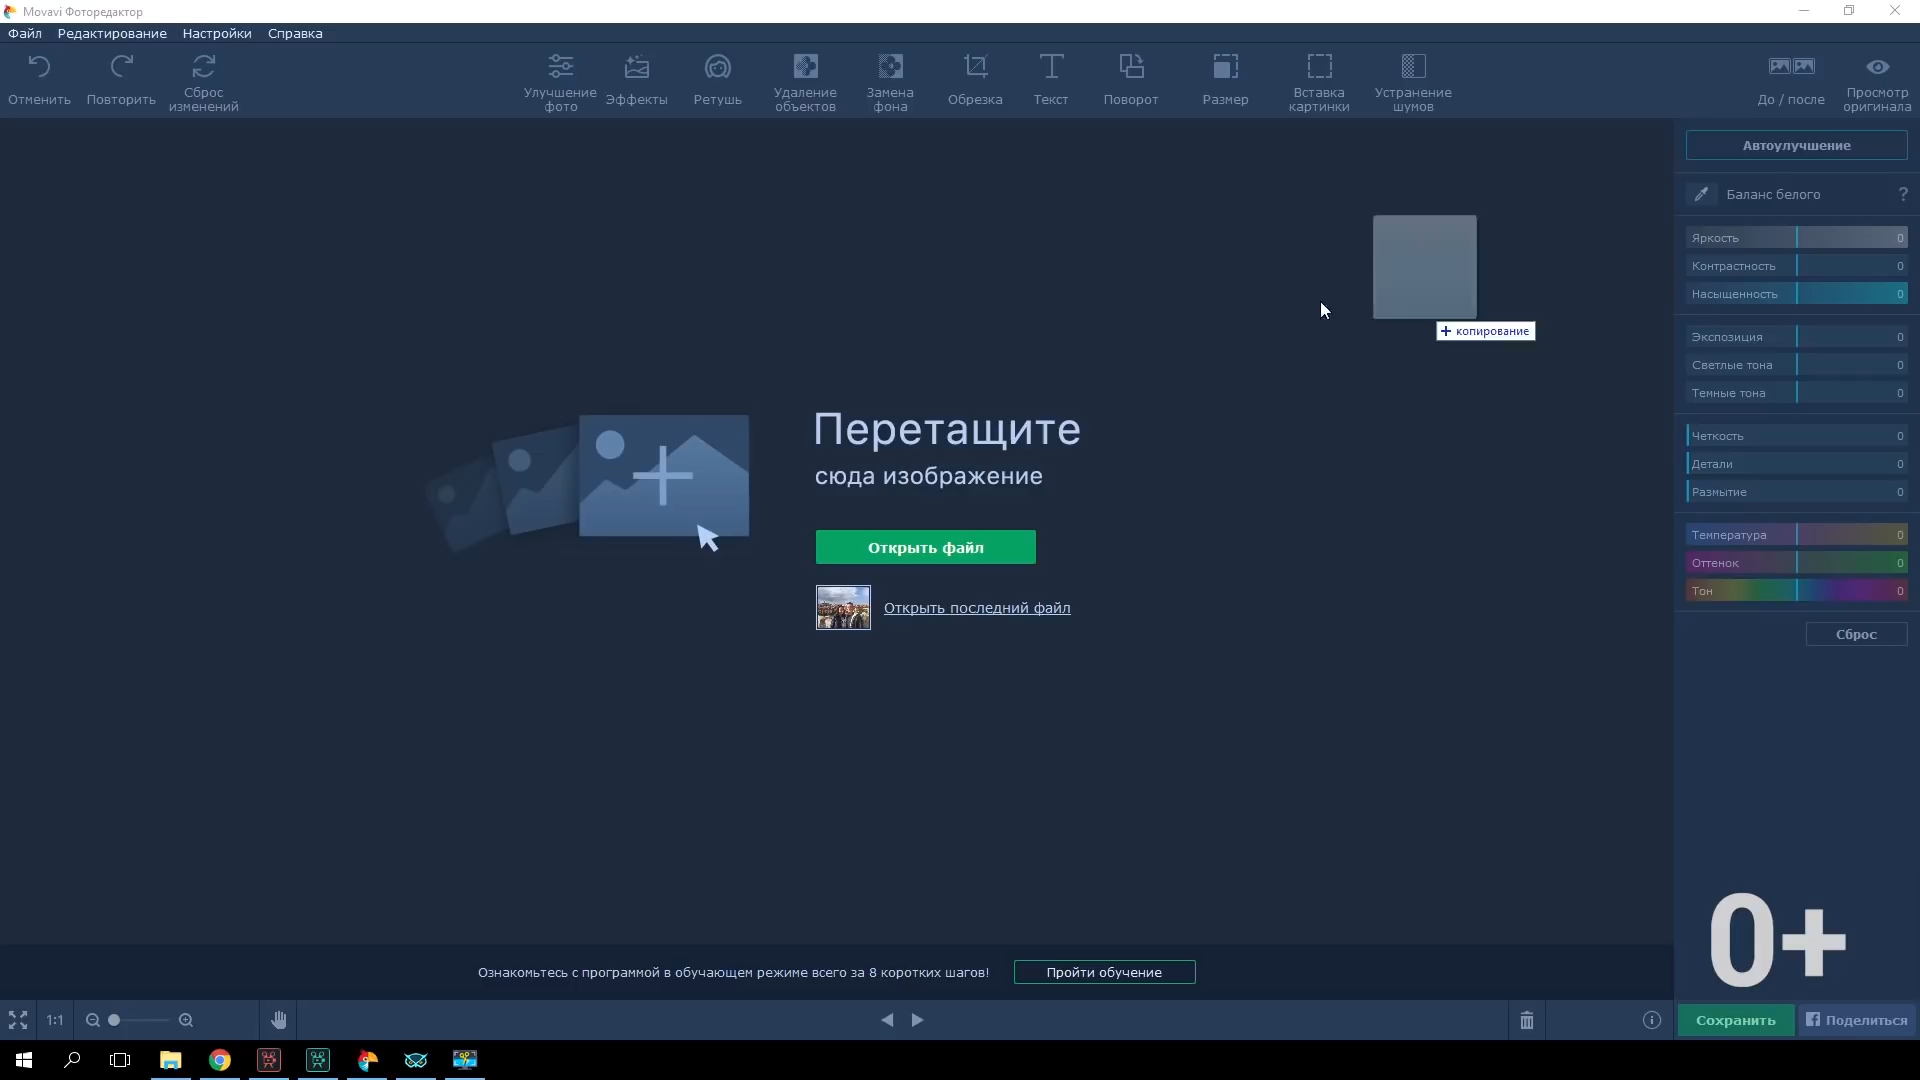 Movavi Фоторедактор
Файл Редактирование Настройки Справка
Отменить Повторить Сброс изменений Улучшение фото Эффекты Ретушь Удаление объектов Замена фона Обрезка Текст Поворот Размер Вставка картинки Устранение шумов До / после Просмотр оригинала
Автоулучшение
Баланс белого ?
Яркость 0
Контрастность 0
Насыщенность 0
+ копирование
Экспозиция 0
Светлые тона 0
Темные тона 0
Перетащите
сюда изображение
Четкость 0
Детали 0
Размытие 0
Открыть файл
Температура 0
Оттенок 0
Тон 0
Открыть последний файл
Сброс
0+
Ознакомьтесь с программой в обучающем режиме всего за 8 коротких шагов!
Пройти обучение
1:1
Сохранить
Поделиться